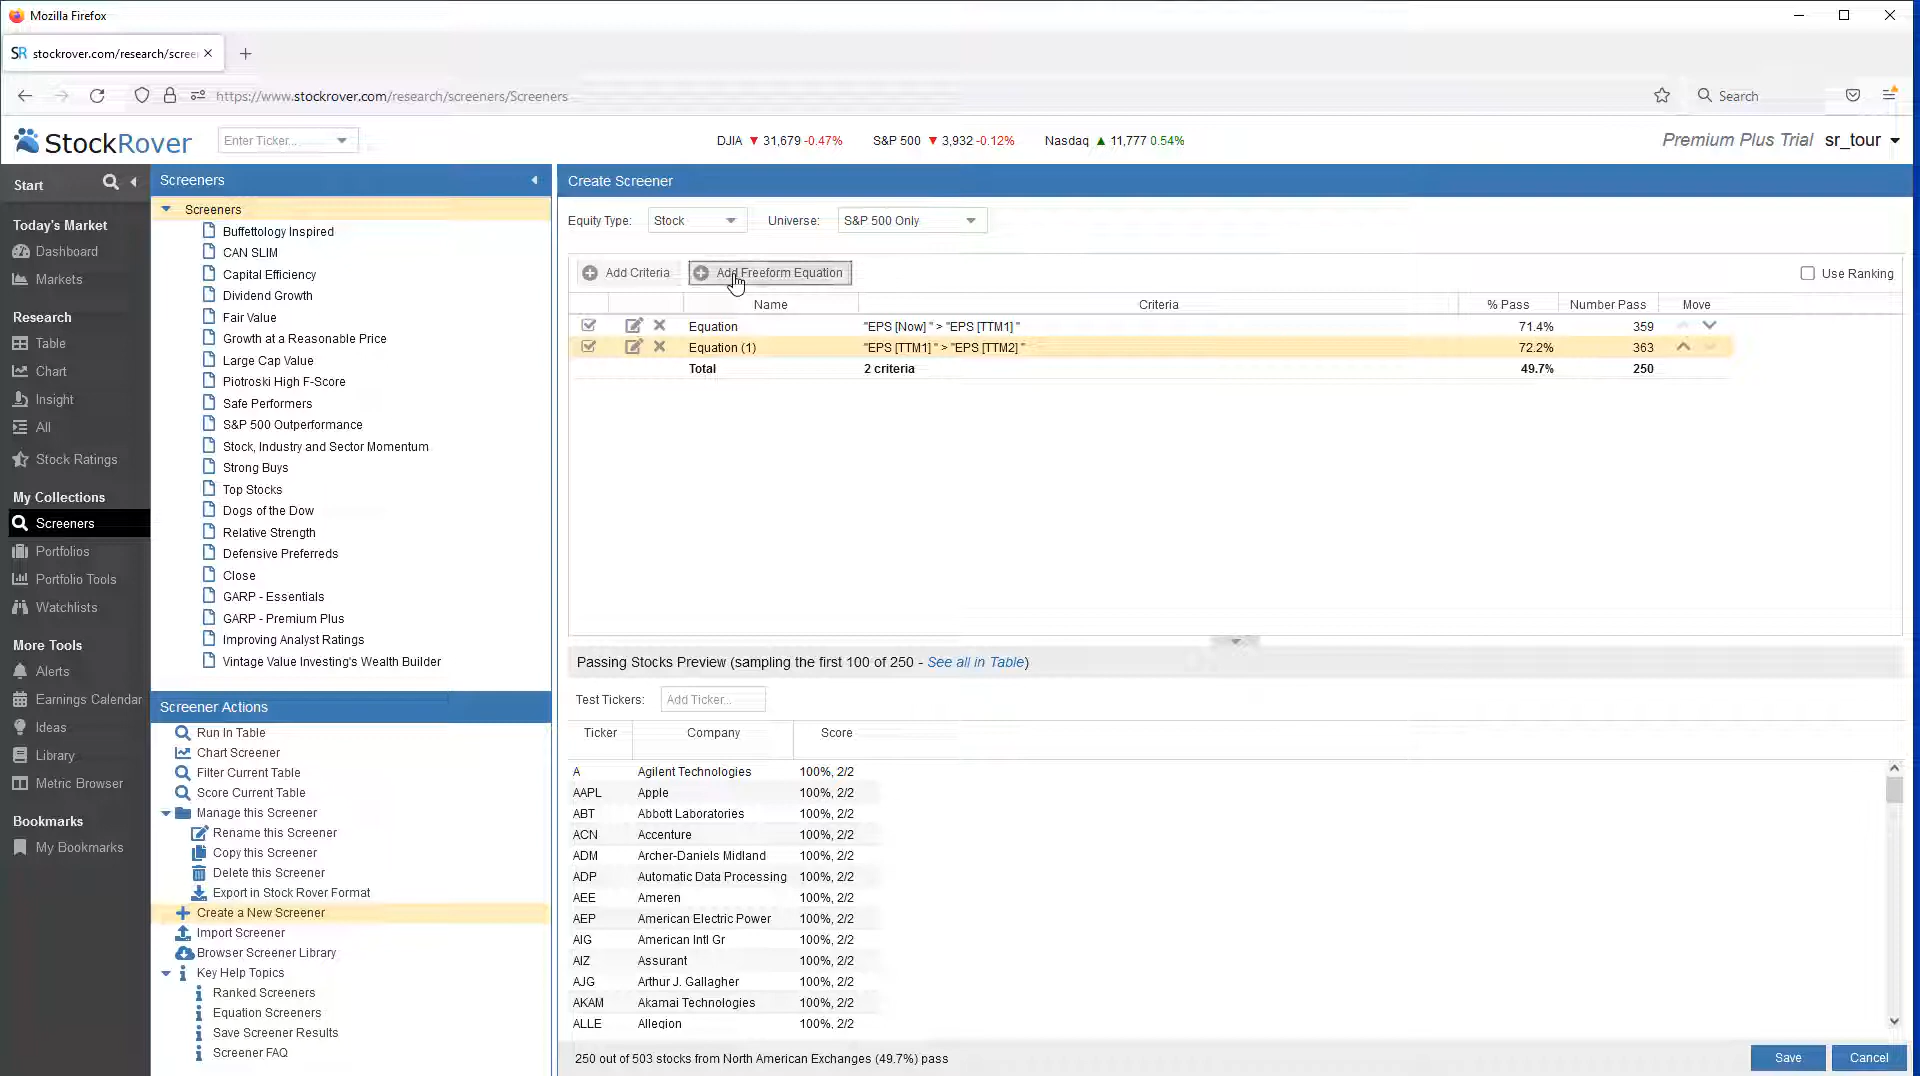 Mozilla Firefox
SR stockrover.com/research/scree
https://www.stockrover.com/research/screeners/Screeners
Search
StockRover
Enter Ticker...
DJIA ▼ 31,679 -0.47% S&P 500 ▼ 3,932 -0.12% Nasdaq ▲ 11,777 0.54%
Premium Plus Trial sr_tour
Start
Today's Market
Dashboard
Markets
Research
Table
Chart
Insight
All
Stock Ratings
My Collections
Screeners
Portfolios
Portfolio Tools
Watchlists
More Tools
Alerts
Earnings Calendar
Ideas
Library
Metric Browser
Bookmarks
My Bookmarks
Screeners
Screeners
Buffettology Inspired
CAN SLIM
Capital Efficiency
Dividend Growth
Fair Value
Growth at a Reasonable Price
Large Cap Value
Piotroski High F-Score
Safe Performers
S&P 500 Outperformance
Stock, Industry and Sector Momentum
Strong Buys
Top Stocks
Dogs of the Dow
Relative Strength
Defensive Preferreds
Close
GARP - Essentials
GARP - Premium Plus
Improving Analyst Ratings
Vintage Value Investing's Wealth Builder
Screener Actions
Run In Table
Chart Screener
Filter Current Table
Score Current Table
Manage this Screener
Rename this Screener
Copy this Screener
Delete this Screener
Export in Stock Rover Format
Create a New Screener
Import Screener
Browser Screener Library
Key Help Topics
Ranked Screeners
Equation Screeners
Save Screener Results
Screener FAQ
Create Screener
Equity Type: Stock Universe: S&P 500 Only
Add Criteria Add Freeform Equation Use Ranking
Name Criteria % Pass Number Pass Move
Equation "EPS [Now] " > "EPS [TTM1] " 71.4% 359
Equation (1) "EPS [TTM1] " > "EPS [TTM2] " 72.2% 363
Total 2 criteria 49.7% 250
Passing Stocks Preview (sampling the first 100 of 250 - See all in Table)
Test Tickers: Add Ticker...
Ticker Company Score
A Agilent Technologies 100%, 2/2
AAPL Apple 100%, 2/2
ABT Abbott Laboratories 100%, 2/2
ACN Accenture 100%, 2/2
ADM Archer-Daniels Midland 100%, 2/2
ADP Automatic Data Processing 100%, 2/2
AEE Ameren 100%, 2/2
AEP American Electric Power 100%, 2/2
AIG American Intl Gr 100%, 2/2
AIZ Assurant 100%, 2/2
AJG Arthur J. Gallagher 100%, 2/2
AKAM Akamai Technologies 100%, 2/2
ALLE Allegion 100%, 2/2
250 out of 503 stocks from North American Exchanges (49.7%) pass
Save Cancel